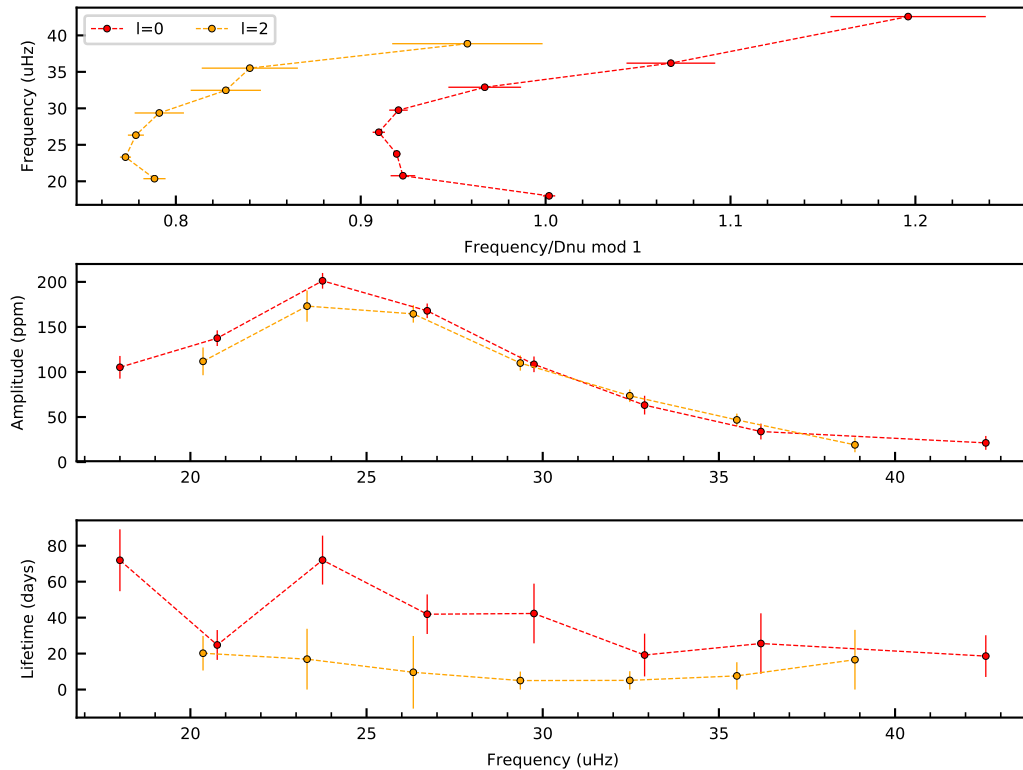 l=0 l=2
Frequency (uHz)
40
35
30
25
20
0.8 0.9 1.0 1.1 1.2
Frequency/Dnu mod 1
Amplitude (ppm)
200
150
100
50
0
20 25 30 35 40
Lifetime (days)
80
60
40
20
0
20 25 30 35 40
Frequency (uHz)